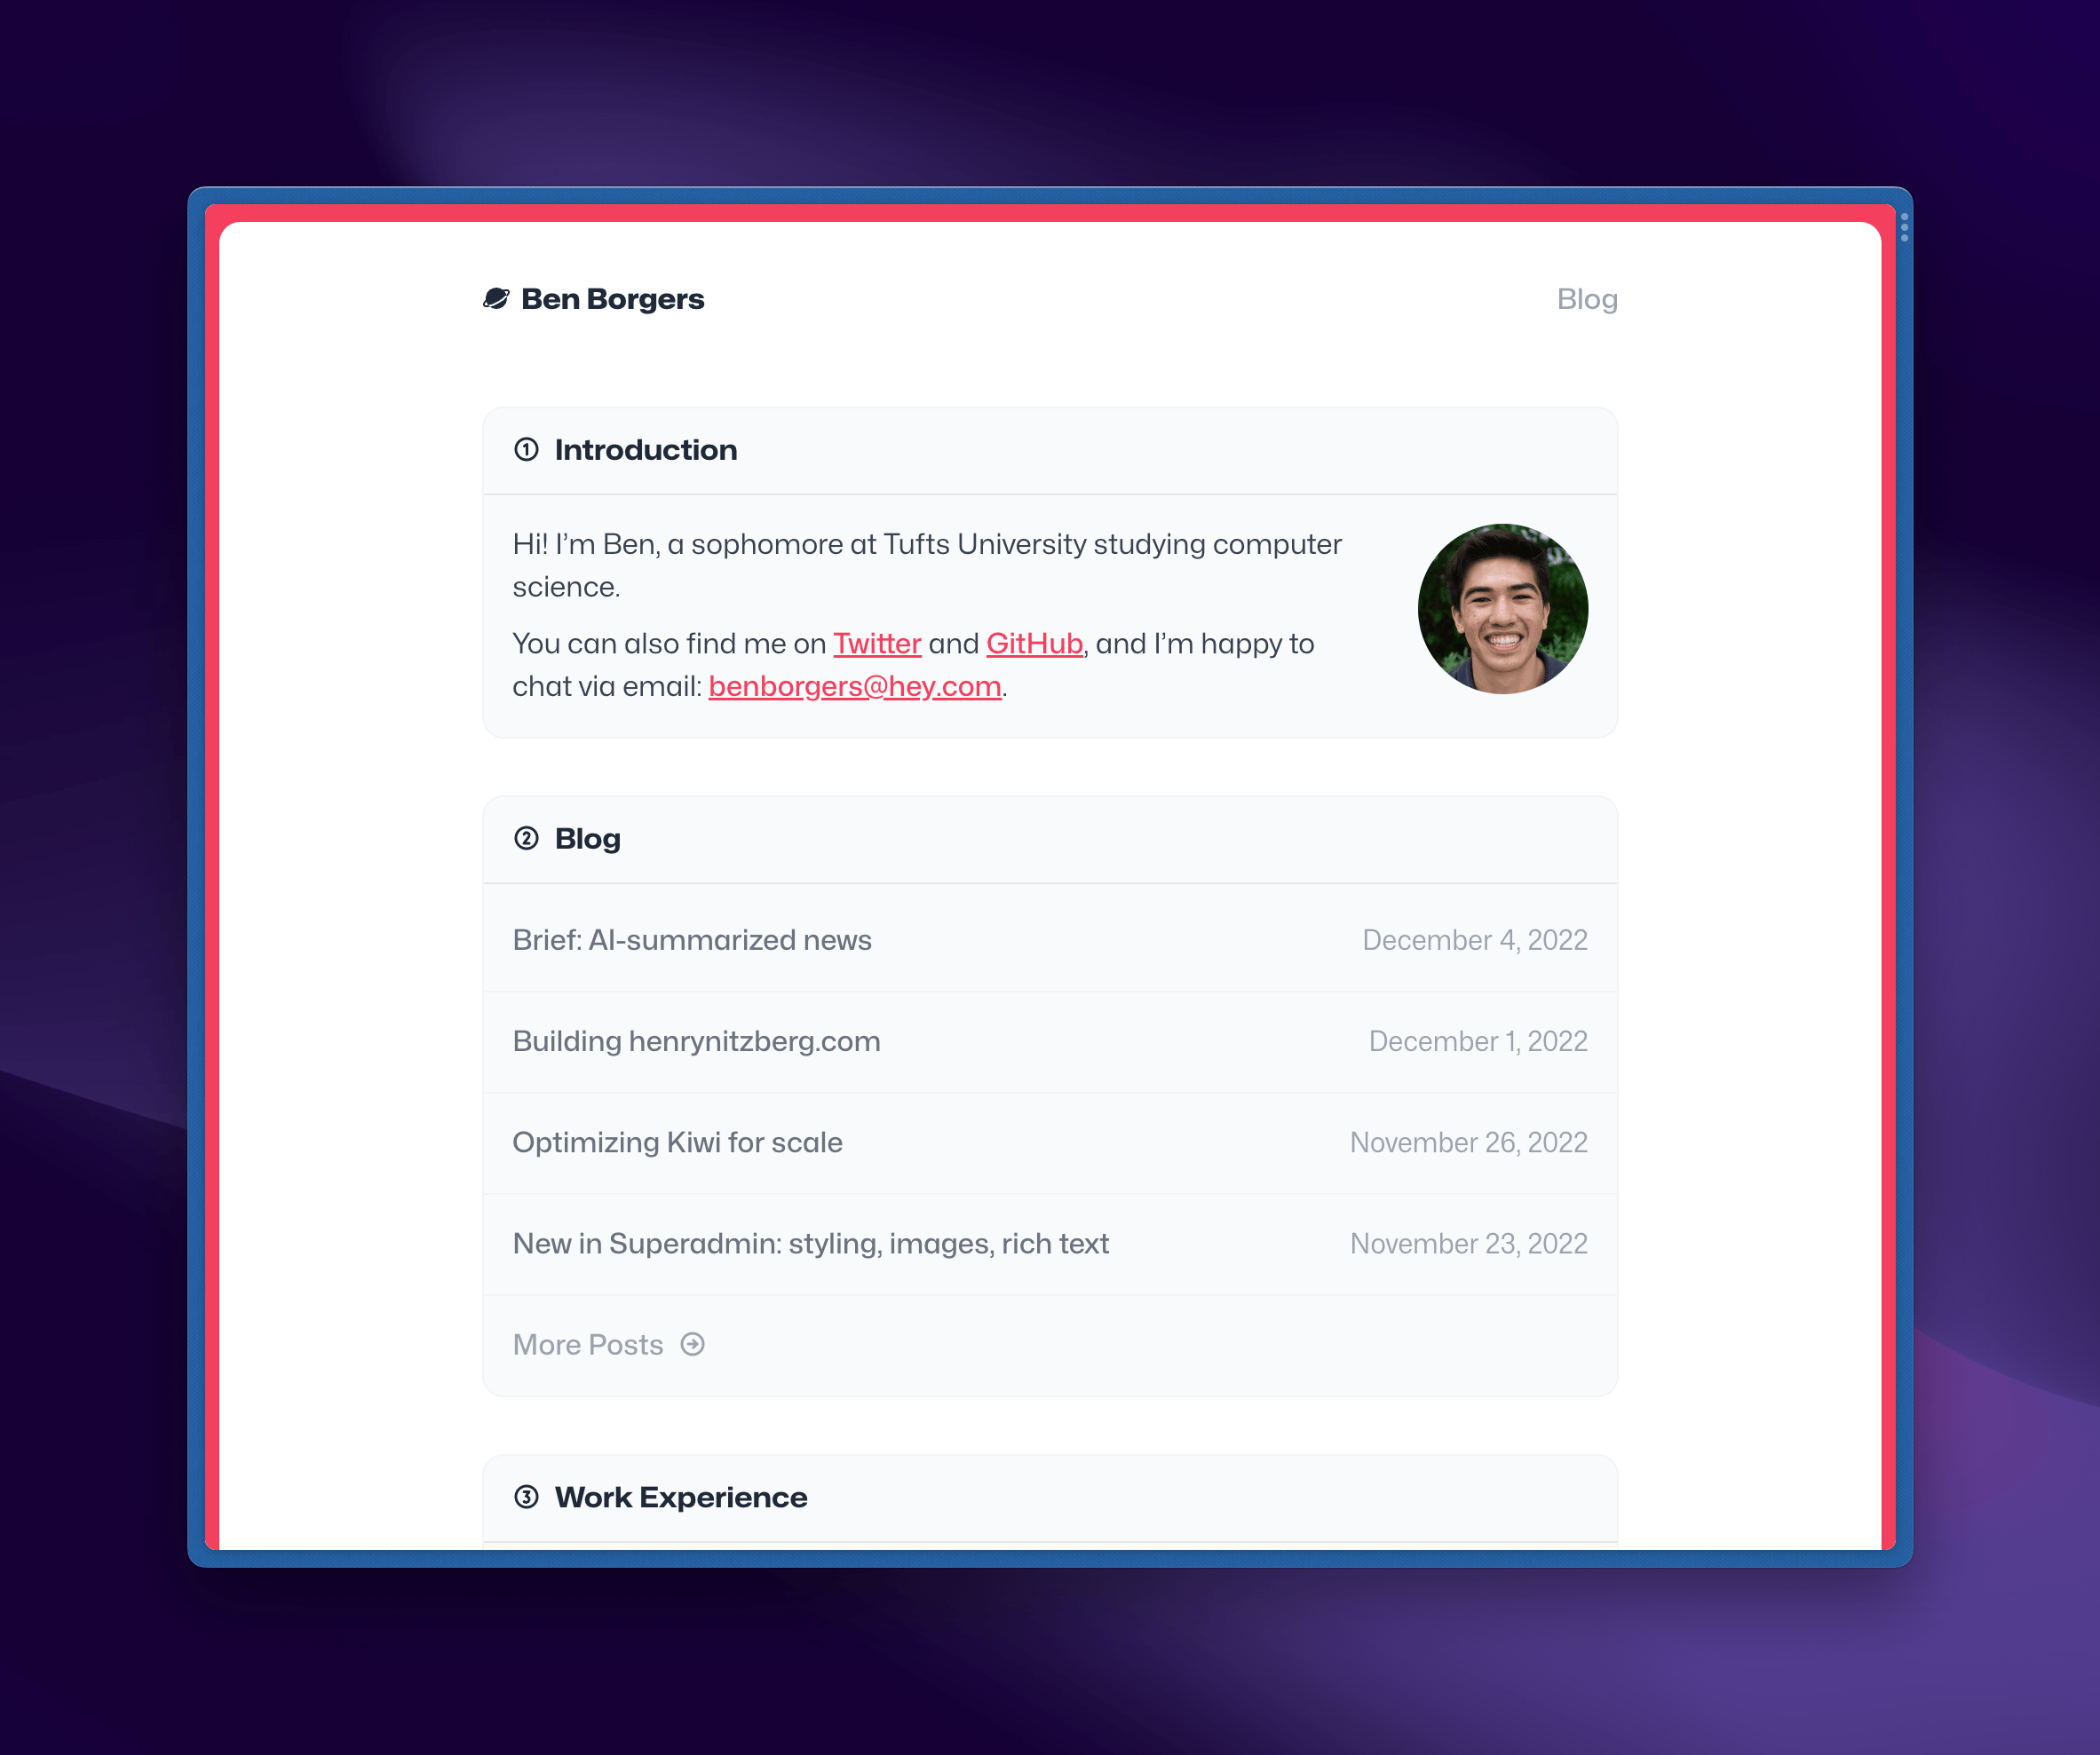 Ben Borgers
Blog
1 Introduction
Hi! I’m Ben, a sophomore at Tufts University studying computer
science.
You can also find me on Twitter and GitHub, and I’m happy to
chat via email: benborgers@hey.com.
2 Blog
Brief: AI-summarized news
December 4, 2022
Building henrynitzberg.com
December 1, 2022
Optimizing Kiwi for scale
November 26, 2022
New in Superadmin: styling, images, rich text
November 23, 2022
More Posts
3 Work Experience